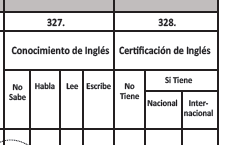 327. 328.
Conocimiento de Inglés Certificación de Inglés
No Sabe Habla Lee Escribe No Tiene Si Tiene
Nacional Inter-
nacional